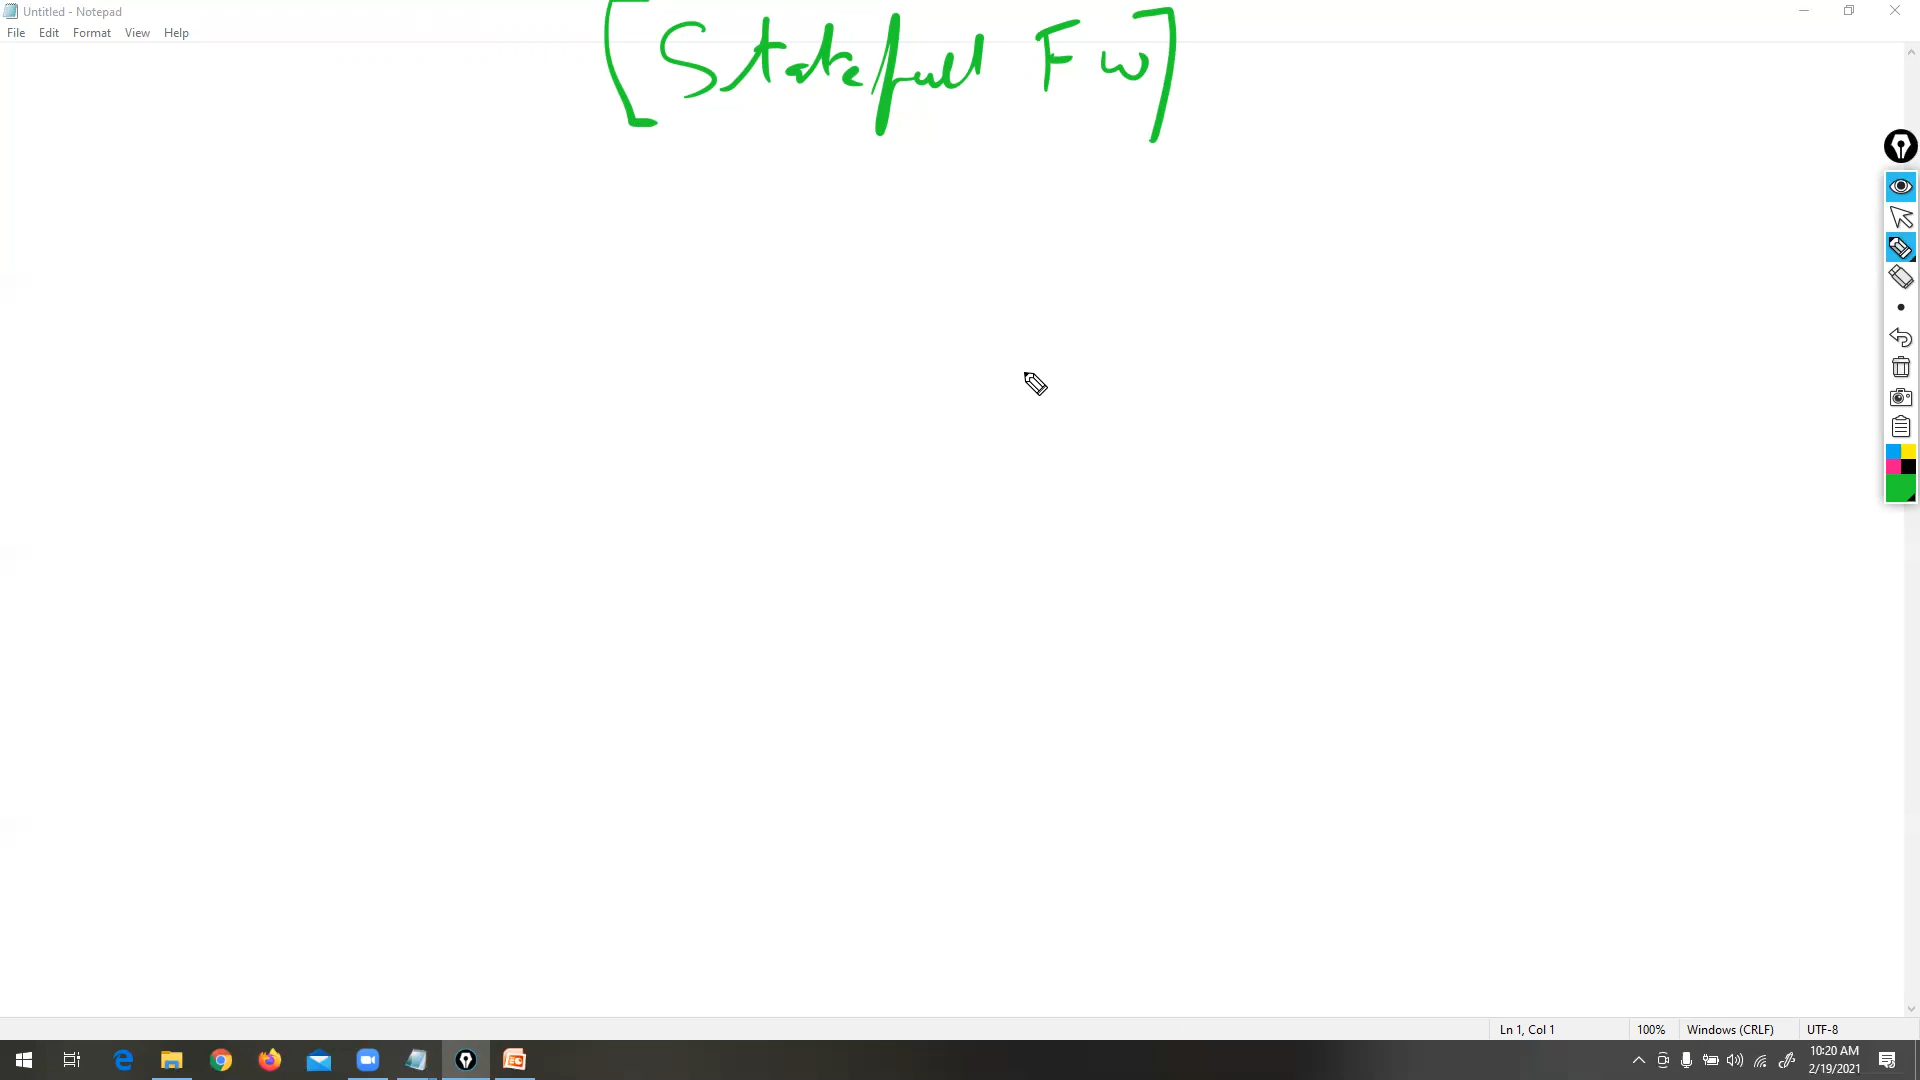 Untitled - Notepad
File Edit Format View Help
[Statefull Fw]
Ln 1, Col 1 100% Windows (CRLF) UTF-8
10:20 AM
2/19/2021